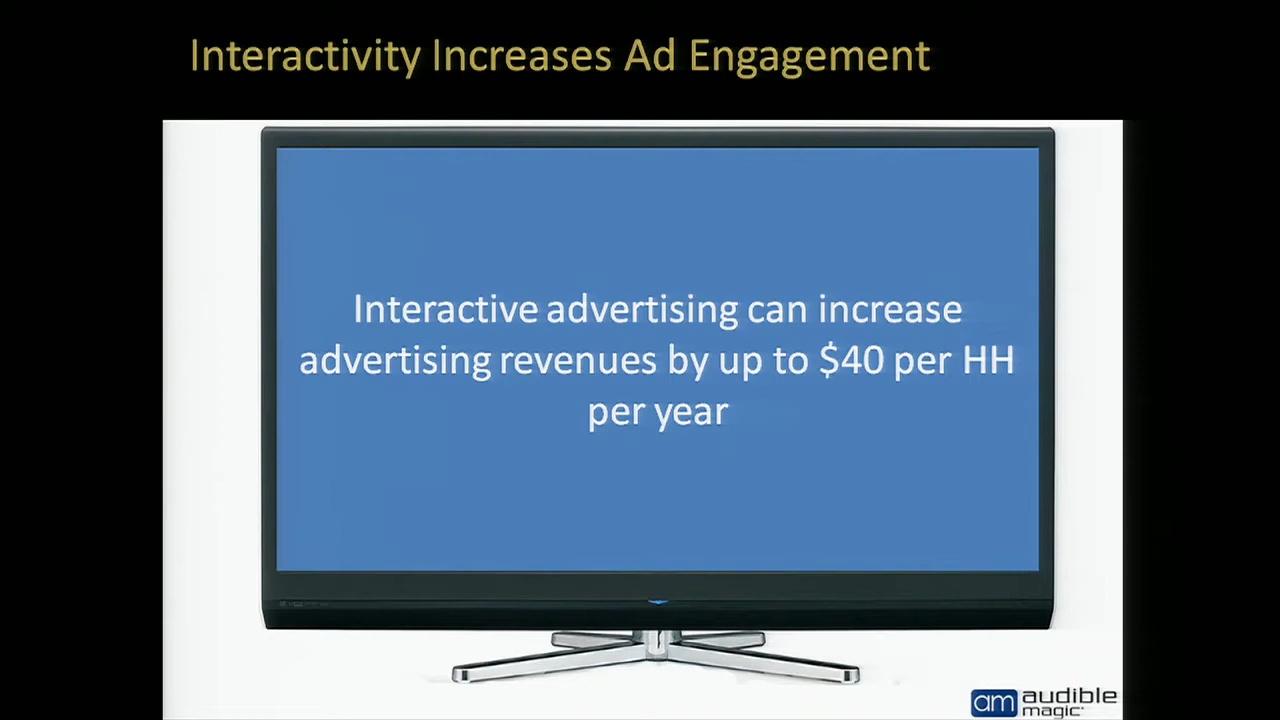 Interactivity Increases Ad Engagement
Interactive advertising can increase
advertising revenues by up to $40 per HH
per year
am audible
magic